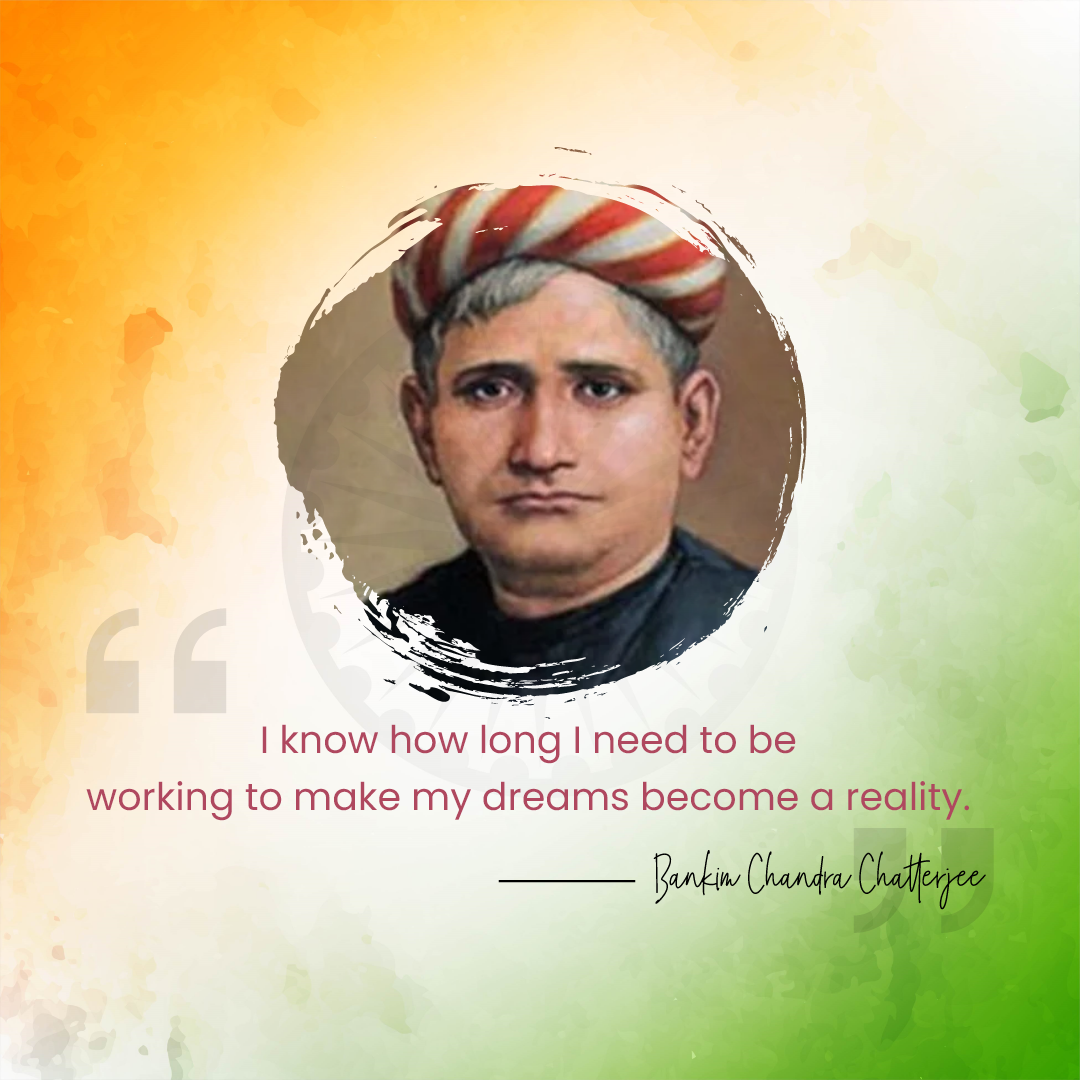 “
I know how long I need to be
working to make my dreams become a reality.
”
Bankim Chandra Chatterjee